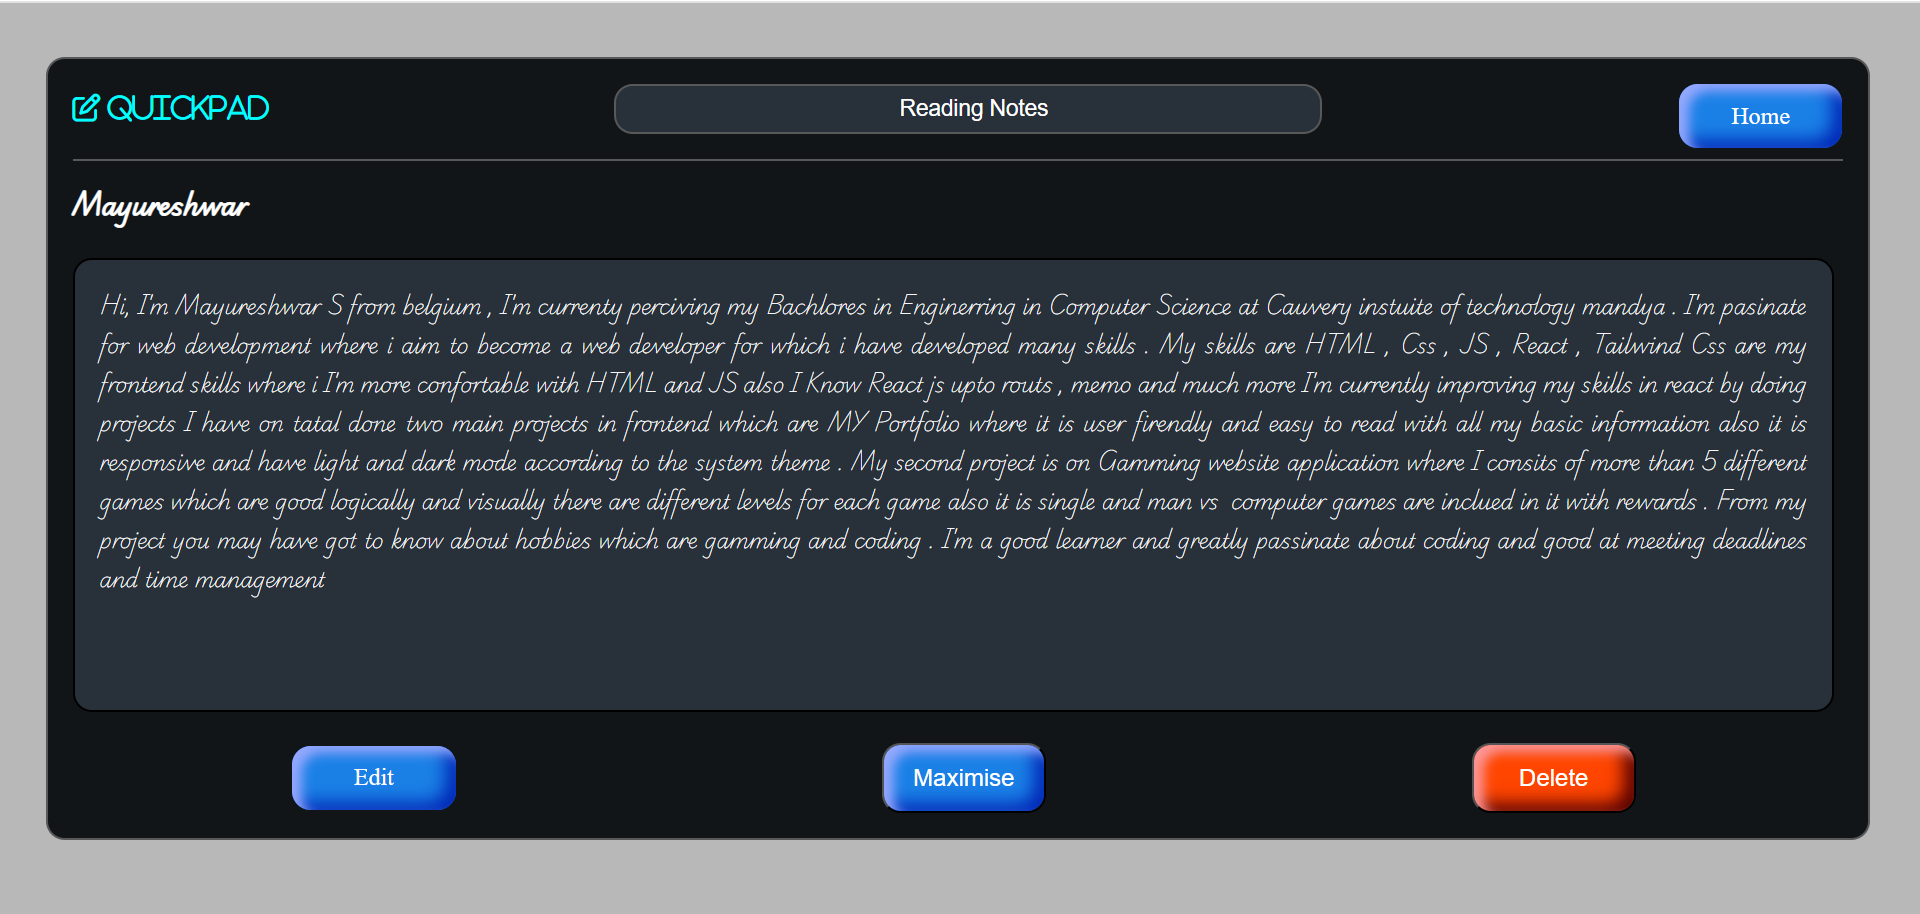 QUICKPAD
Reading Notes
Home
Mayureshwar
Hi, I'm Mayureshwar S from belgium , I'm currenty perciving my Bachlores in Enginerring in Computer Science at Cauvery instuite of technology mandya . I'm pasinate
for web development where i aim to become a web developer for which i have developed many skills . My skills are HTML , Css , JS , React , Tailwind Css are my
frontend skills where i I'm more confortable with HTML and JS also I Know React js upto routs , memo and much more I'm currently improving my skills in react by doing
projects I have on tatal done two main projects in frontend which are MY Portfolio where it is user firendly and easy to read with all my basic information also it is
responsive and have light and dark mode according to the system theme . My second project is on Gamming website application where I consits of more than 5 different
games which are good logically and visually there are different levels for each game also it is single and man vs  computer games are inclued in it with rewards . From my
project you may have got to know about hobbies which are gamming and coding . I'm a good learner and greatly passinate about coding and good at meeting deadlines
and time management
Edit
Maximise
Delete